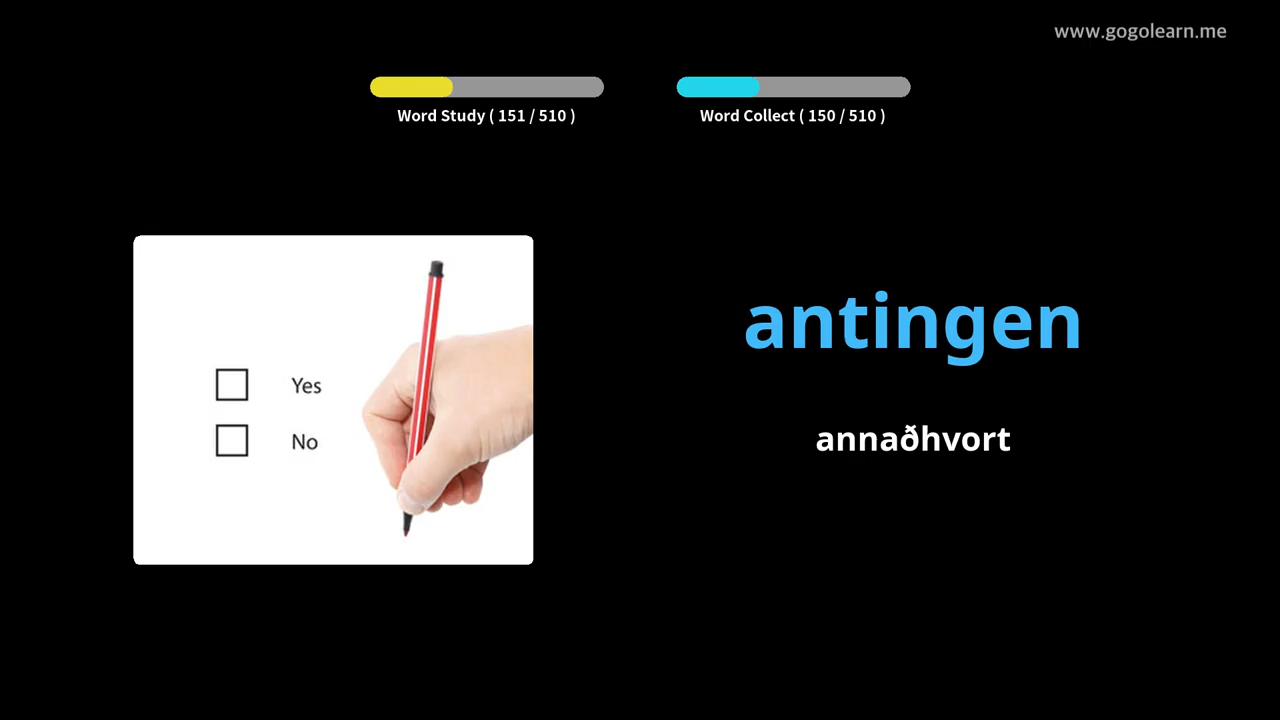 www.gogolearn.me
Word Study ( 151 / 510 )
Word Collect ( 150 / 510 )
Yes
No
antingen
annaðhvort